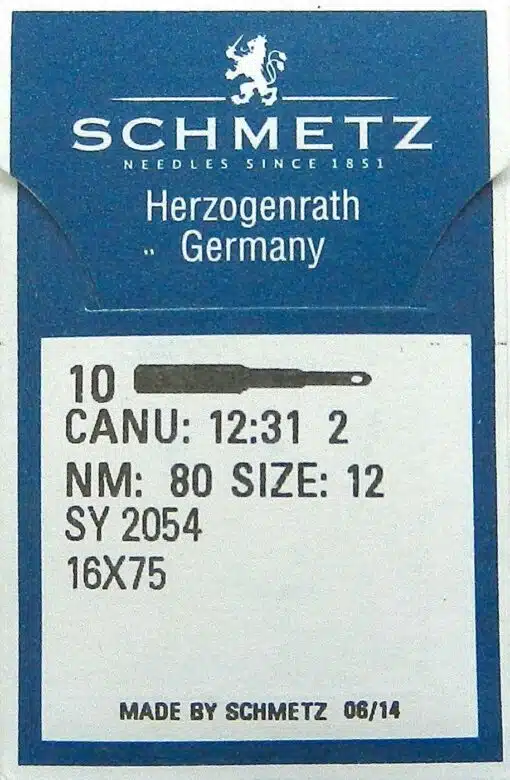 SCHMETZ
NEEDLES SINCE 1851
Herzogenrath
Germany
10
CANU: 12:31 2
NM: 80 SIZE: 12
SY 2054
16X75
MADE BY SCHMETZ 06/14